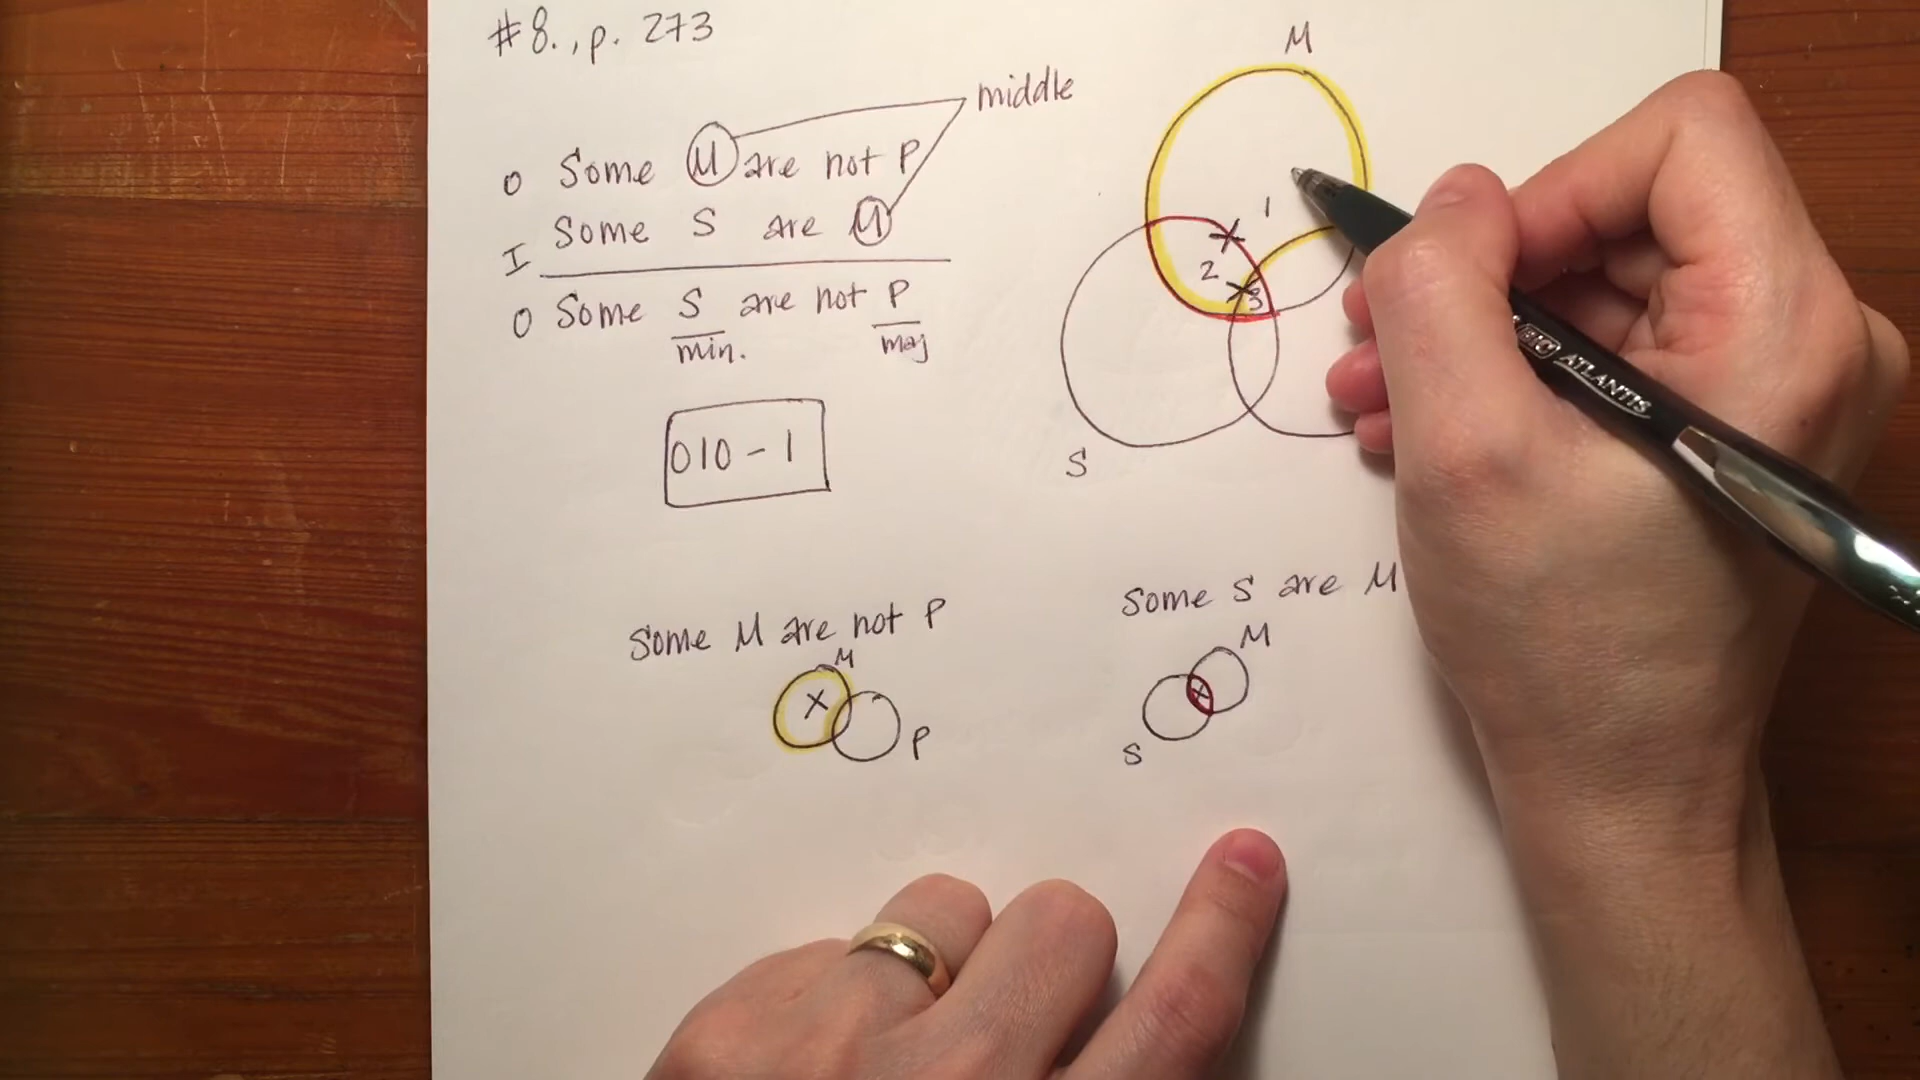 #8., p. 273
M
middle
O Some M are not P
I Some S are M
O Some S are not P
min. maj
1
2
3
S
OIO - 1
BIC ATLANTIS
Some M are not P
M
P
Some S are M
M
S